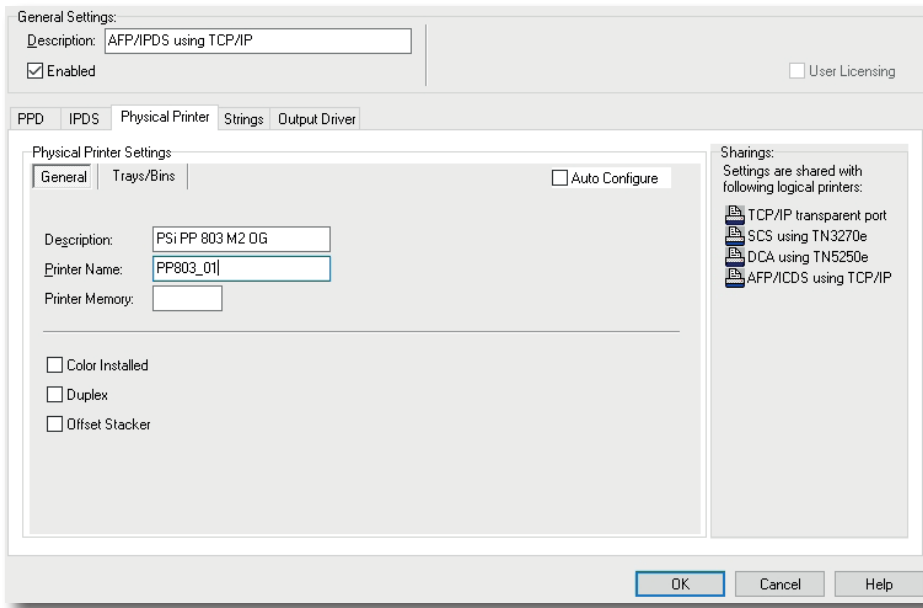 General Settings:
Description: AFP/IPDS using TCP/IP
Enabled
User Licensing
PPD IPDS Physical Printer Strings Output Driver
Physical Printer Settings
General Trays/Bins
Auto Configure
Description: PSi PP 803 M2 OG
Printer Name: PP803_01
Printer Memory:
Color Installed
Duplex
Offset Stacker
Sharings:
Settings are shared with
following logical printers:
TCP/IP transparent port
SCS using TN3270e
DCA using TN5250e
AFP/ICDS using TCP/IP
OK Cancel Help